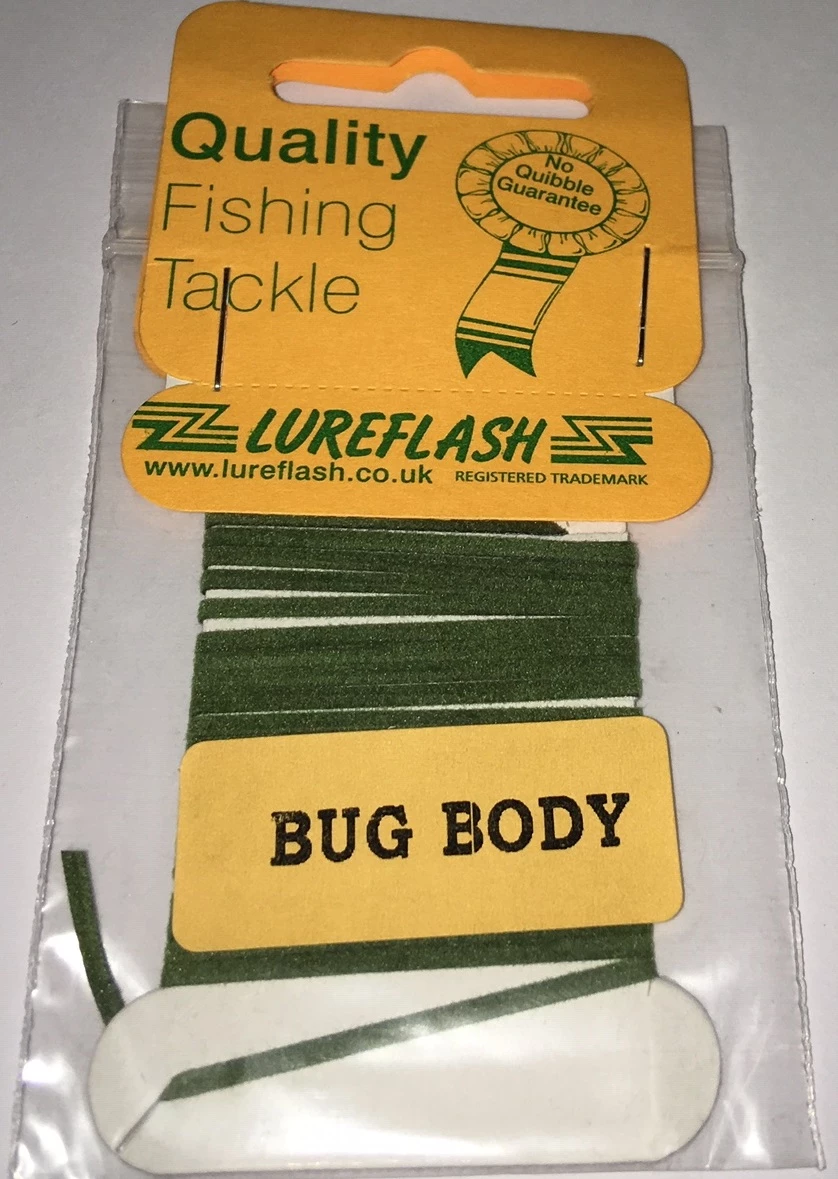 Quality
Fishing
Tackle
No
Quibble
Guarantee
LUREFLASH
www.lureflash.co.uk REGISTERED TRADEMARK
BUG BODY